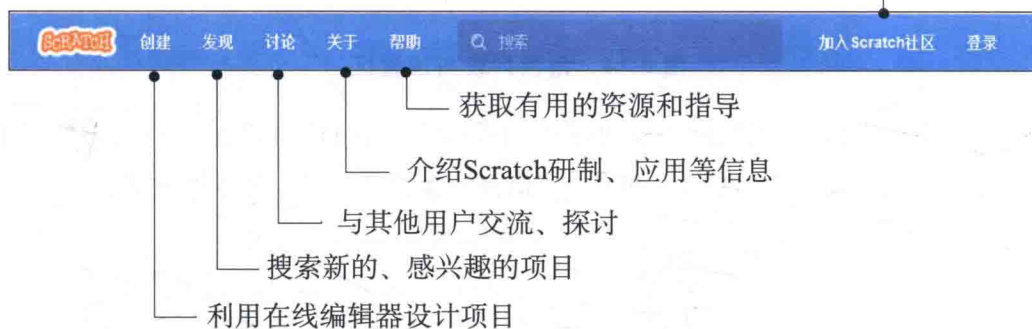 SCRATCH 创建 发现 讨论 关于 帮助 搜索 加入Scratch社区 登录
获取有用的资源和指导
介绍Scratch研制、应用等信息
与其他用户交流、探讨
搜索新的、感兴趣的项目
利用在线编辑器设计项目